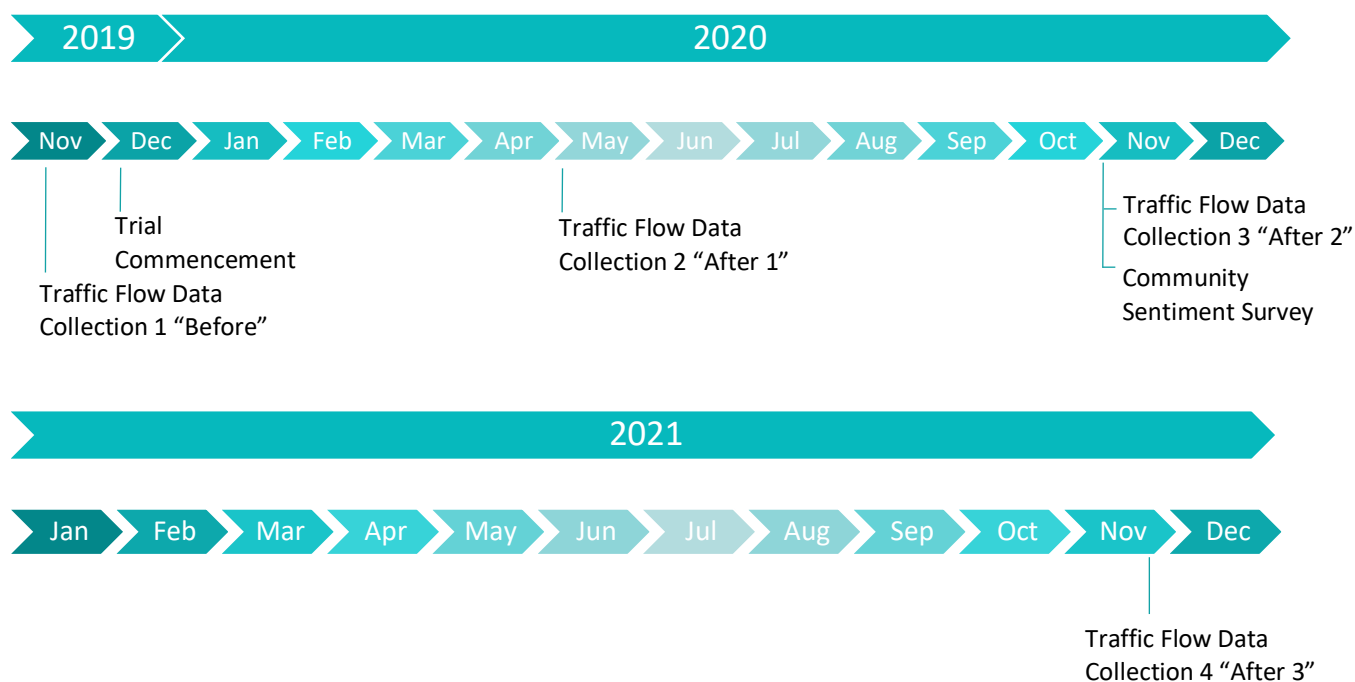 2019
2020
Nov
Dec
Jan
Feb
Mar
Apr
May
Jun
Jul
Aug
Sep
Oct
Nov
Dec
Trial
Commencement
Traffic Flow Data
Collection 1 “Before”
Traffic Flow Data
Collection 2 “After 1”
Traffic Flow Data
Collection 3 “After 2”
Community
Sentiment Survey
2021
Jan
Feb
Mar
Apr
May
Jun
Jul
Aug
Sep
Oct
Nov
Dec
Traffic Flow Data
Collection 4 “After 3”